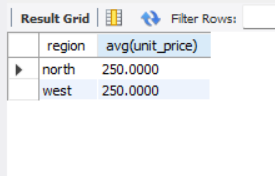 Result Grid Filter Rows:
region avg(unit_price)
north 250.0000
west 250.0000